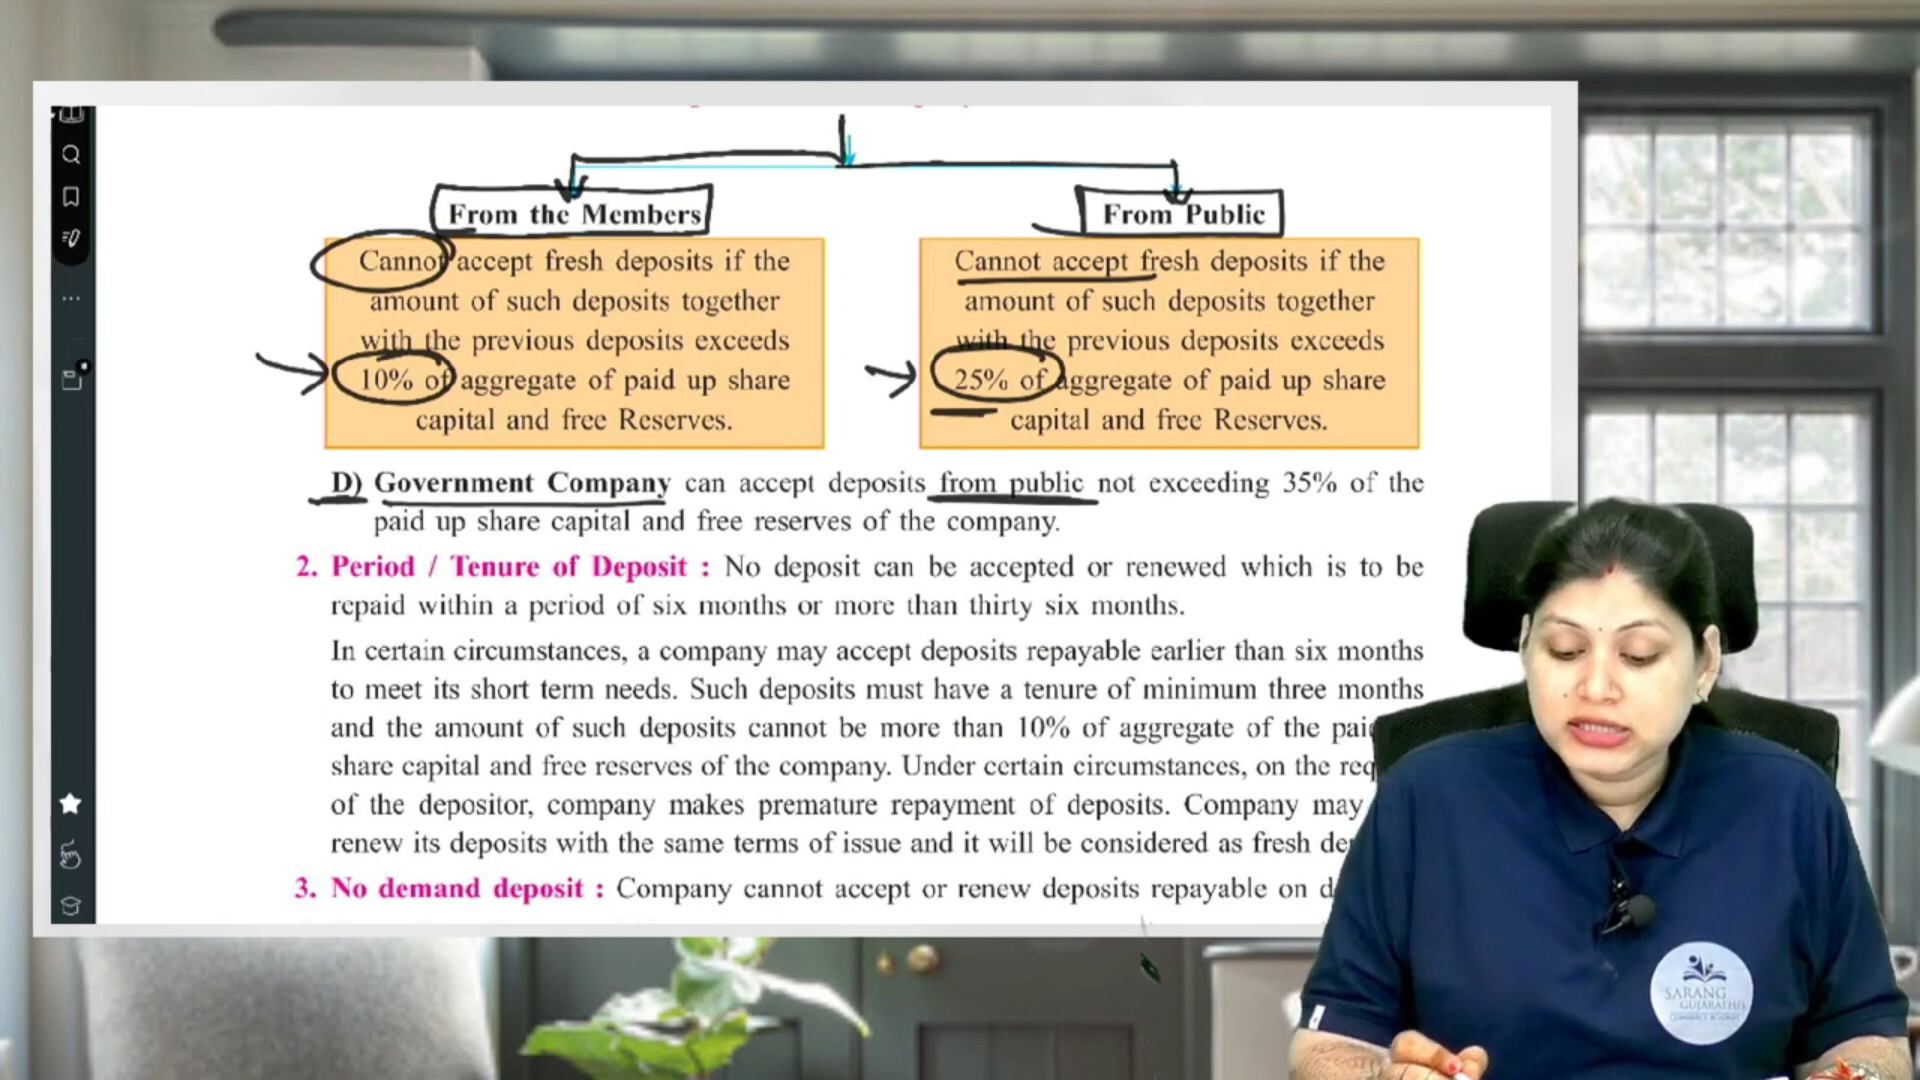 From the Members
From Public
Cannot accept fresh deposits if the
amount of such deposits together
with the previous deposits exceeds
10% of aggregate of paid up share
capital and free Reserves.
Cannot accept fresh deposits if the
amount of such deposits together
with the previous deposits exceeds
25% of aggregate of paid up share
capital and free Reserves.
D) Government Company can accept deposits from public not exceeding 35% of the
paid up share capital and free reserves of the company.
2. Period / Tenure of Deposit : No deposit can be accepted or renewed which is to be
repaid within a period of six months or more than thirty six months.
In certain circumstances, a company may accept deposits repayable earlier than six months
to meet its short term needs. Such deposits must have a tenure of minimum three months
and the amount of such deposits cannot be more than 10% of aggregate of the
share capital and free reserves of the company. Under certain circumstances, on the
of the depositor, company makes premature repayment of deposits. Company may
renew its deposits with the same terms of issue and it will be considered as fresh
3. No demand deposit : Company cannot accept or renew deposits repayable on
SARANG
GUJARATHI'S